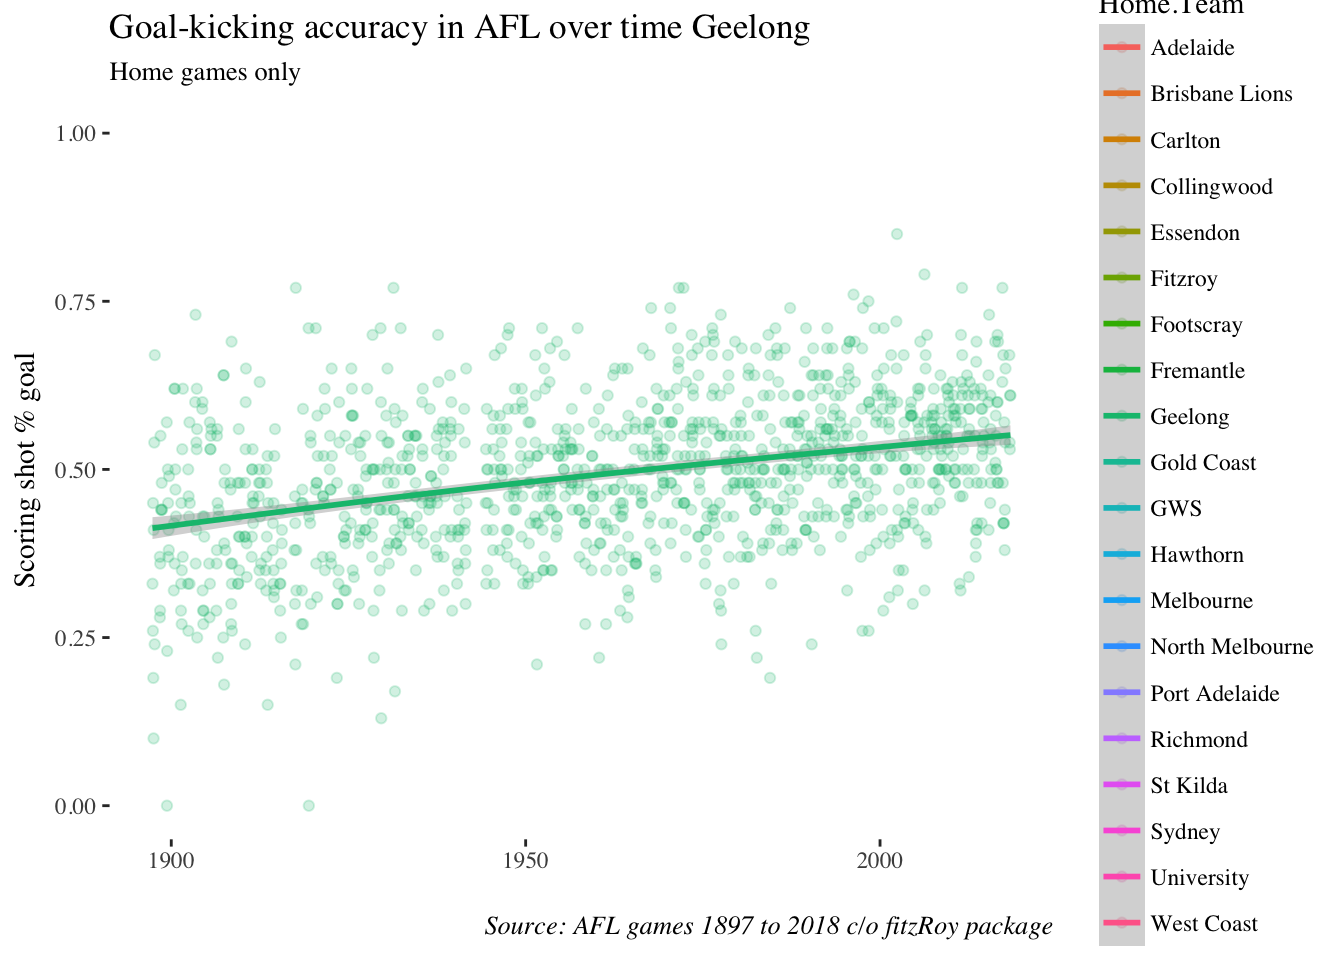 Goal-kicking accuracy in AFL over time Geelong
Home games only
Home.Team
Adelaide
Brisbane Lions
Carlton
Collingwood
Essendon
Fitzroy
Footscray
Fremantle
Geelong
Gold Coast
GWS
Hawthorn
Melbourne
North Melbourne
Port Adelaide
Richmond
St Kilda
Sydney
University
West Coast
Scoring shot % goal
1.00
0.75
0.50
0.25
0.00
1900
1950
2000
Source: AFL games 1897 to 2018 c/o fitzRoy package